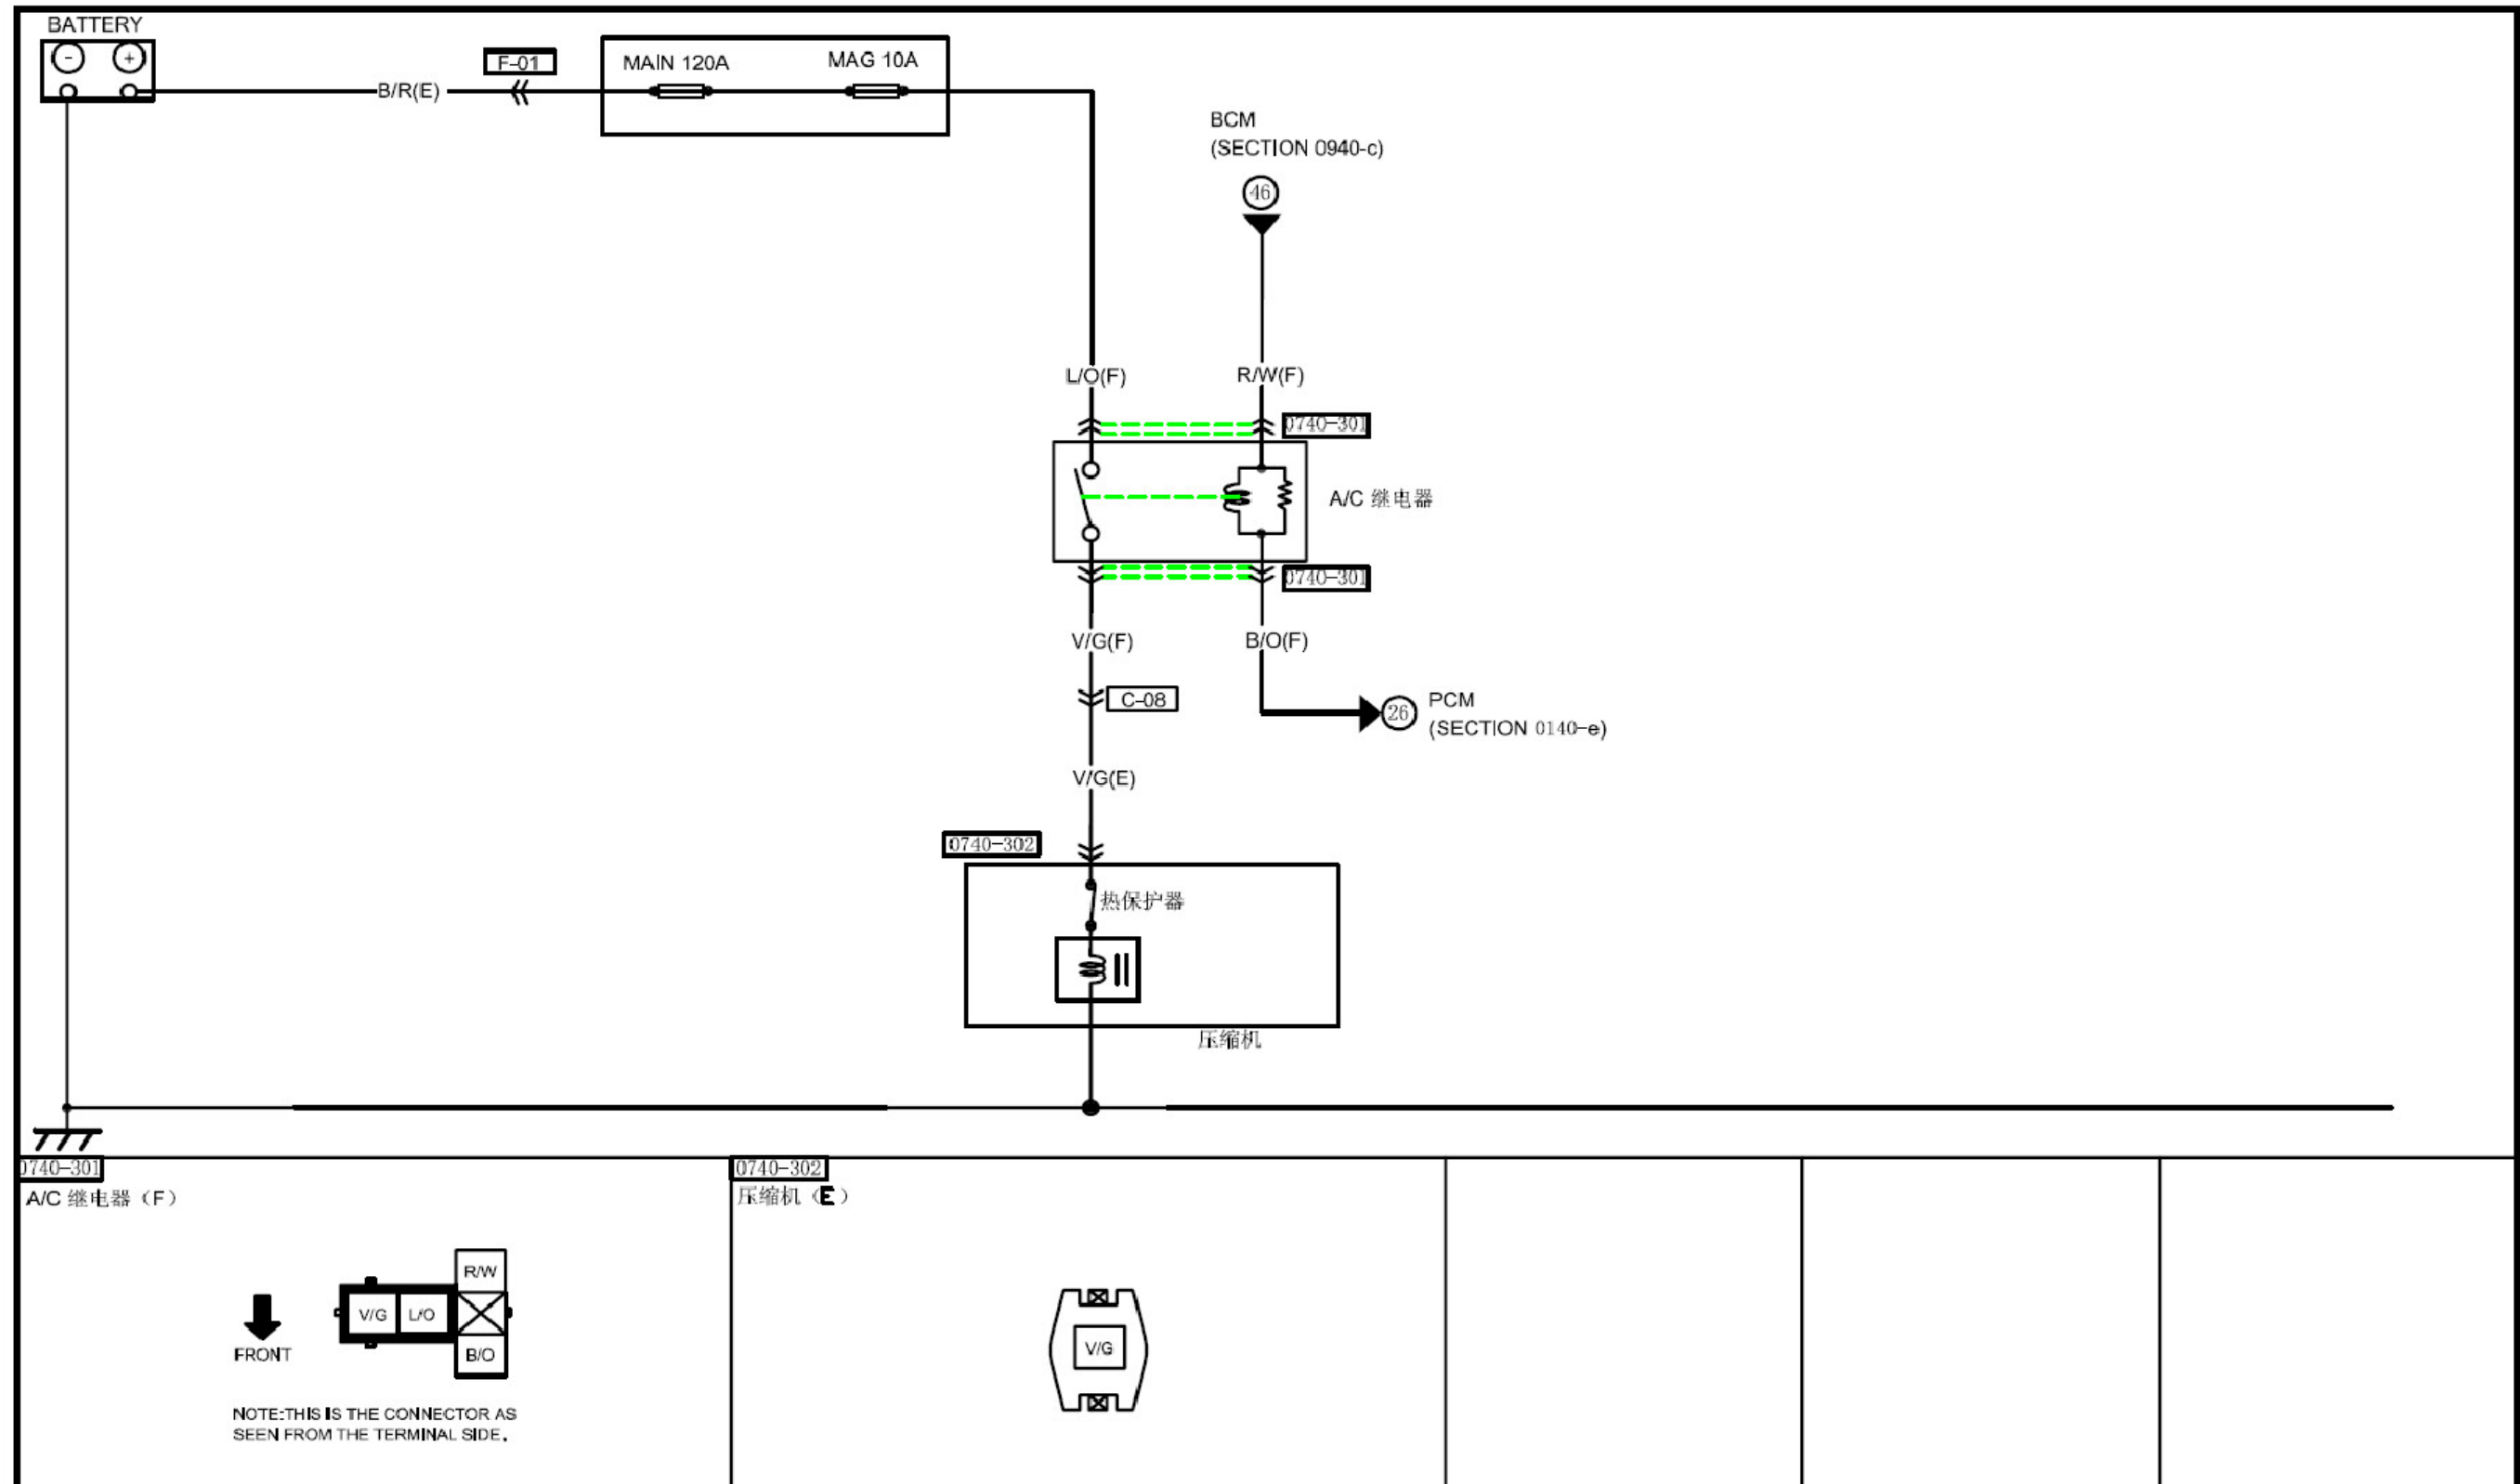 BATTERY
- +
B/R(E)
F-01
MAIN 120A
MAG 10A
BCM
(SECTION 0940-c)
46
L/O(F)
R/W(F)
0740-301
A/C 继电器
0740-301
V/G(F)
B/O(F)
C-08
26
PCM
(SECTION 0140-e)
V/G(E)
0740-302
热保护器
压缩机
0740-301
A/C 继电器（F）
R/W
V/G
L/O
B/O
FRONT
NOTE:THIS IS THE CONNECTOR AS
SEEN FROM THE TERMINAL SIDE.
0740-302
压缩机（E）
V/G